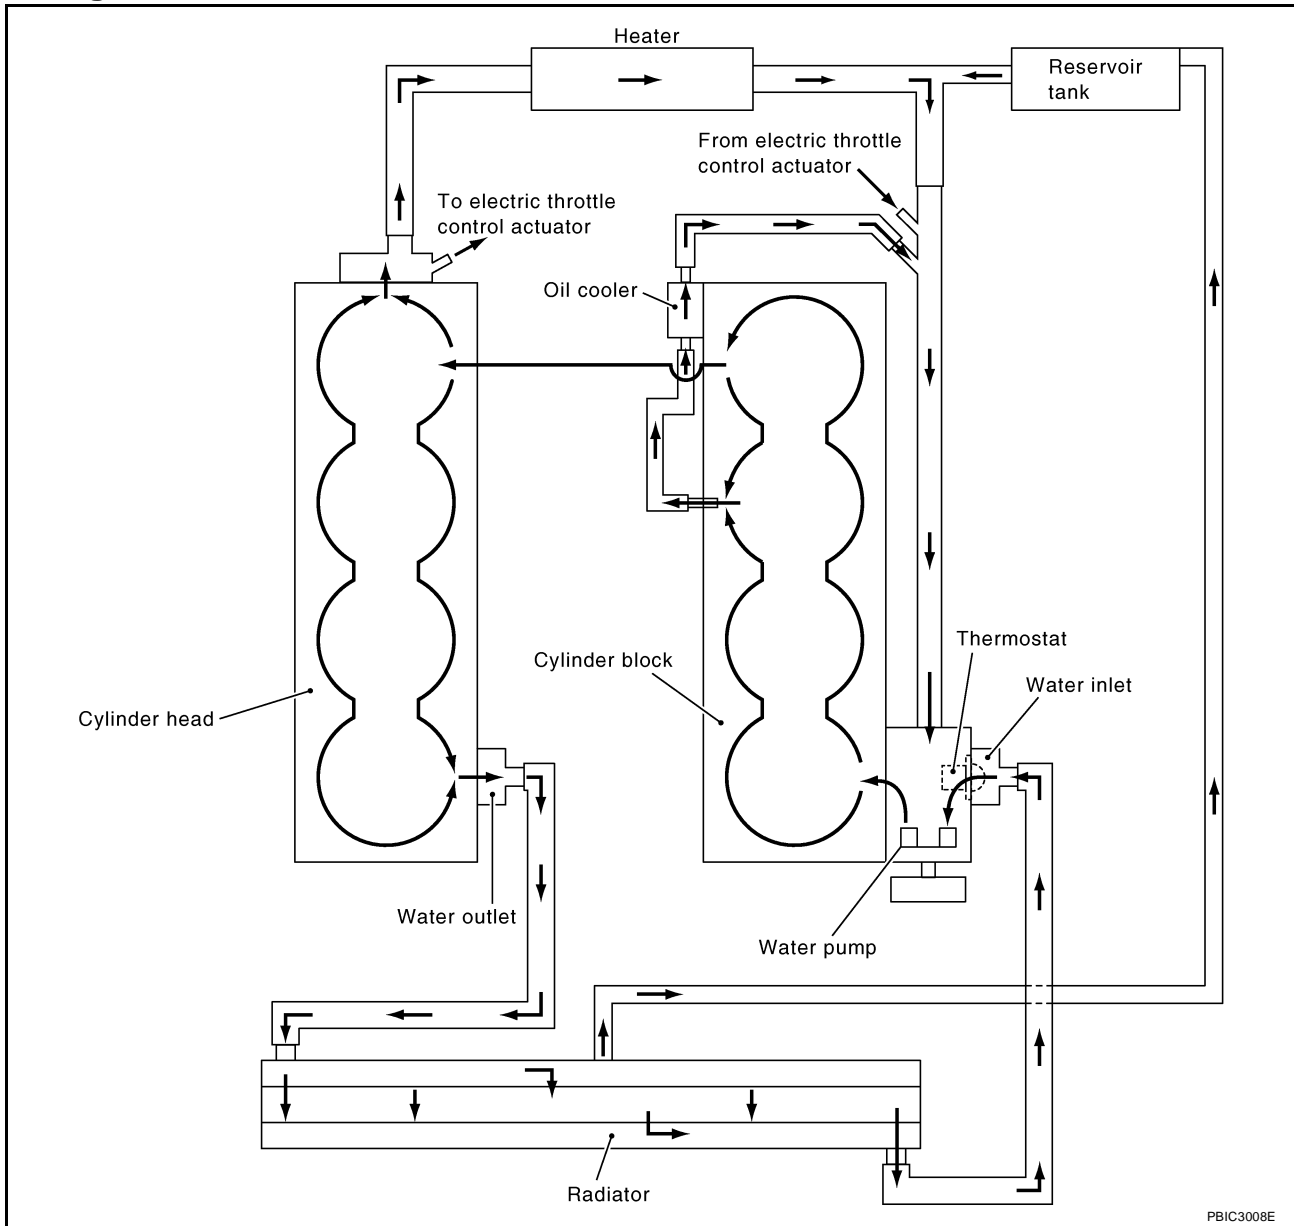 Heater
Reservoir
tank
From electric throttle
control actuator
To electric throttle
control actuator
Oil cooler
Thermostat
Cylinder block
Water inlet
Cylinder head
Water outlet
Water pump
Radiator
PBIC3008E